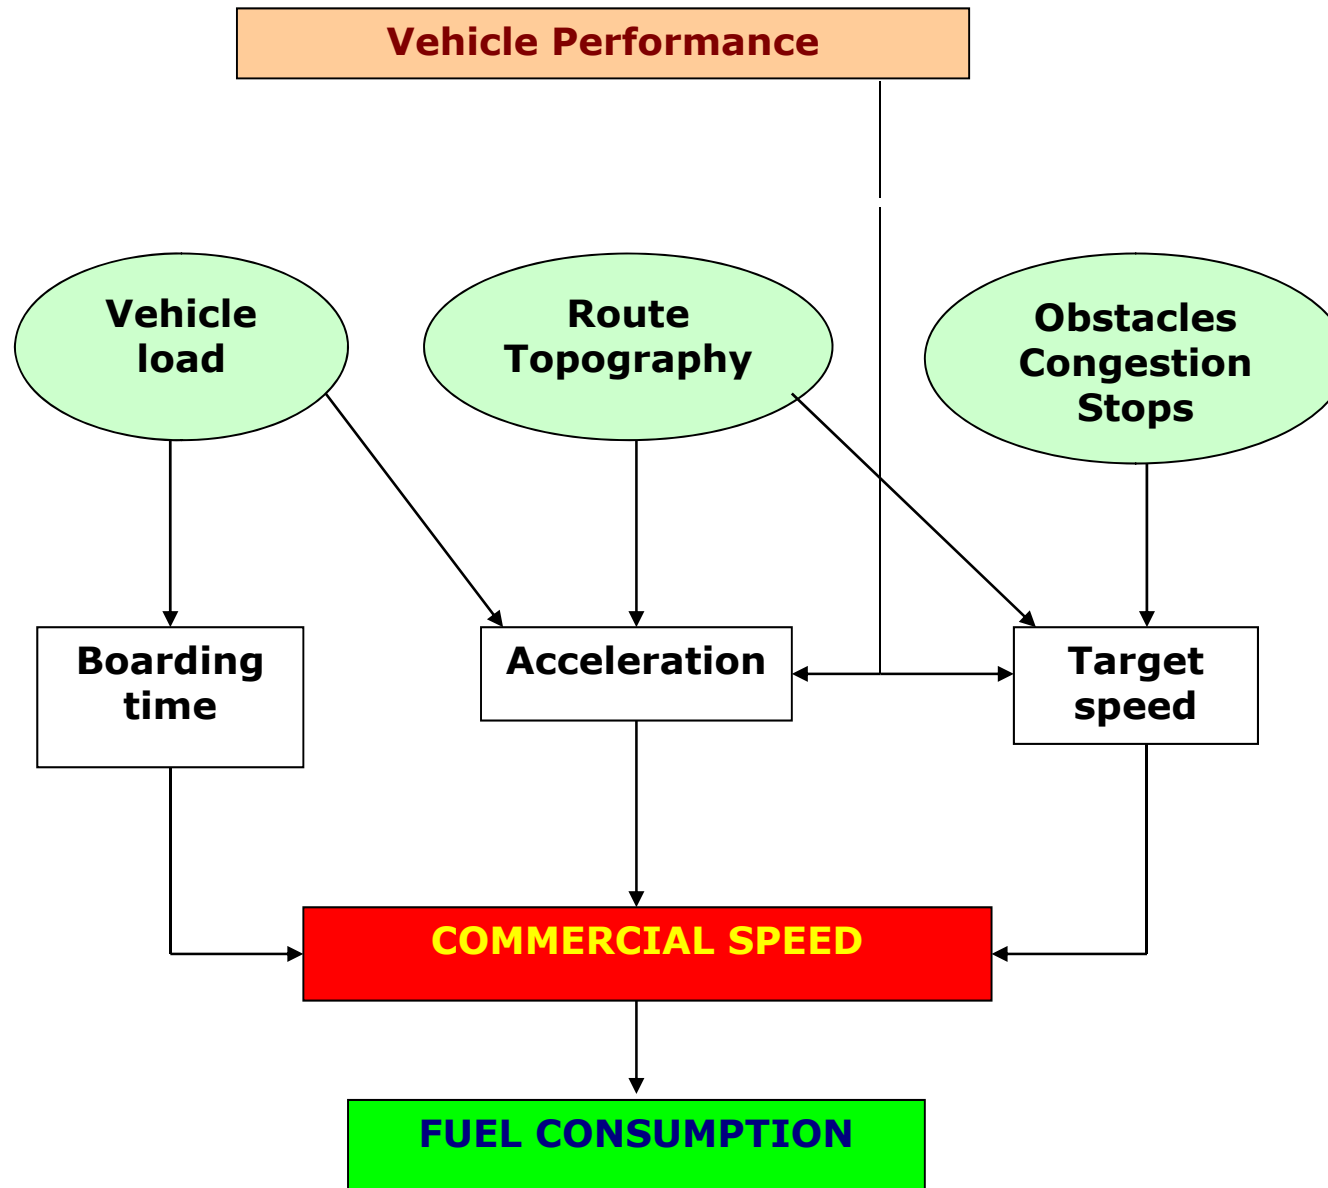 Vehicle Performance
Vehicle
load
Route
Topography
Obstacles
Congestion
Stops
Boarding
time
Acceleration
Target
speed
COMMERCIAL SPEED
FUEL CONSUMPTION